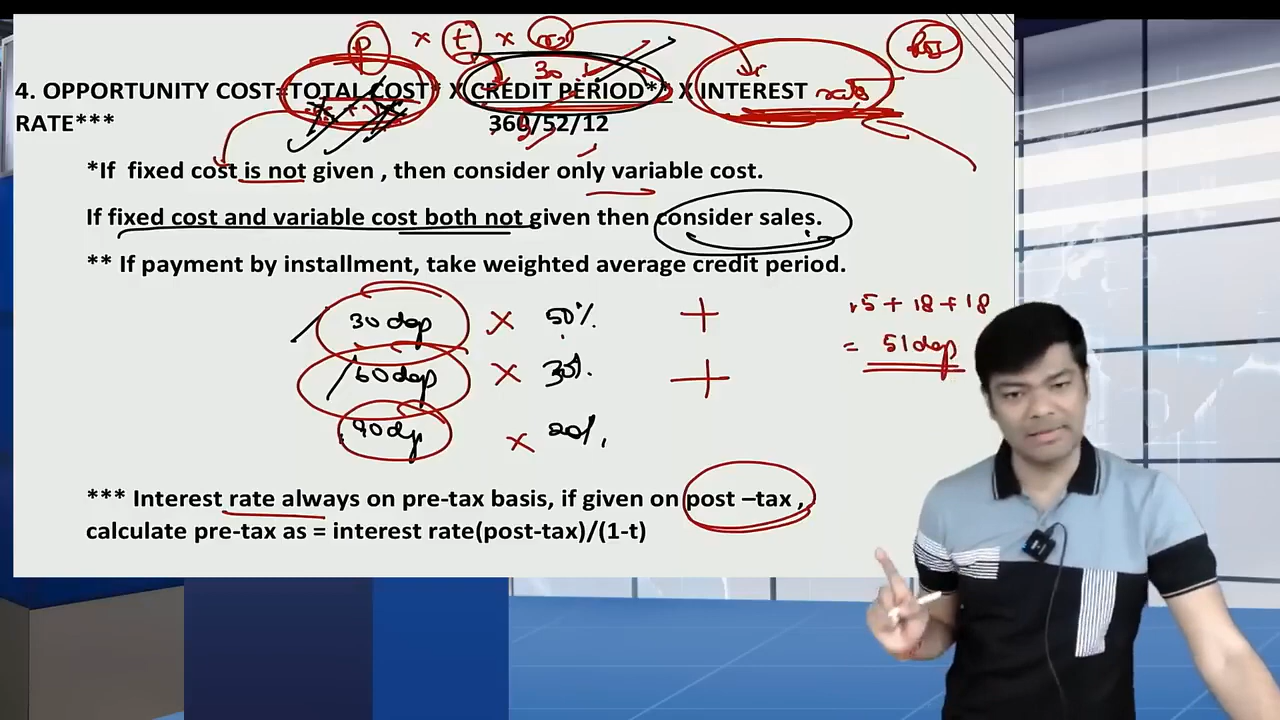 P × t × r
30
4. OPPORTUNITY COST=TOTAL COST* X CREDIT PERIOD** X INTEREST rate
RATE*** 360/52/12
*If fixed cost is not given , then consider only variable cost.
If fixed cost and variable cost both not given then consider sales.
** If payment by installment, take weighted average credit period.
30 days × 50% +
60 days × 30% +
90 days × 20%
15 + 18 + 18
= 51 days
*** Interest rate always on pre-tax basis, if given on post –tax ,
calculate pre-tax as = interest rate(post-tax)/(1-t)